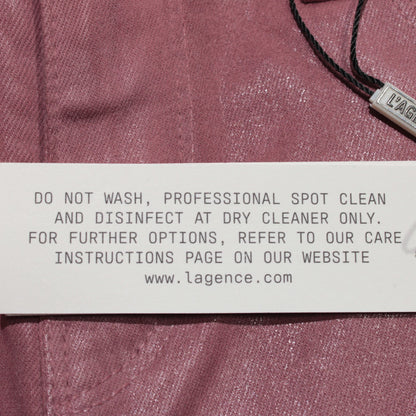 L'AGE
DO NOT WASH, PROFESSIONAL SPOT CLEAN
AND DISINFECT AT DRY CLEANER ONLY.
FOR FURTHER OPTIONS, REFER TO OUR CARE
INSTRUCTIONS PAGE ON OUR WEBSITE
www.lagence.com